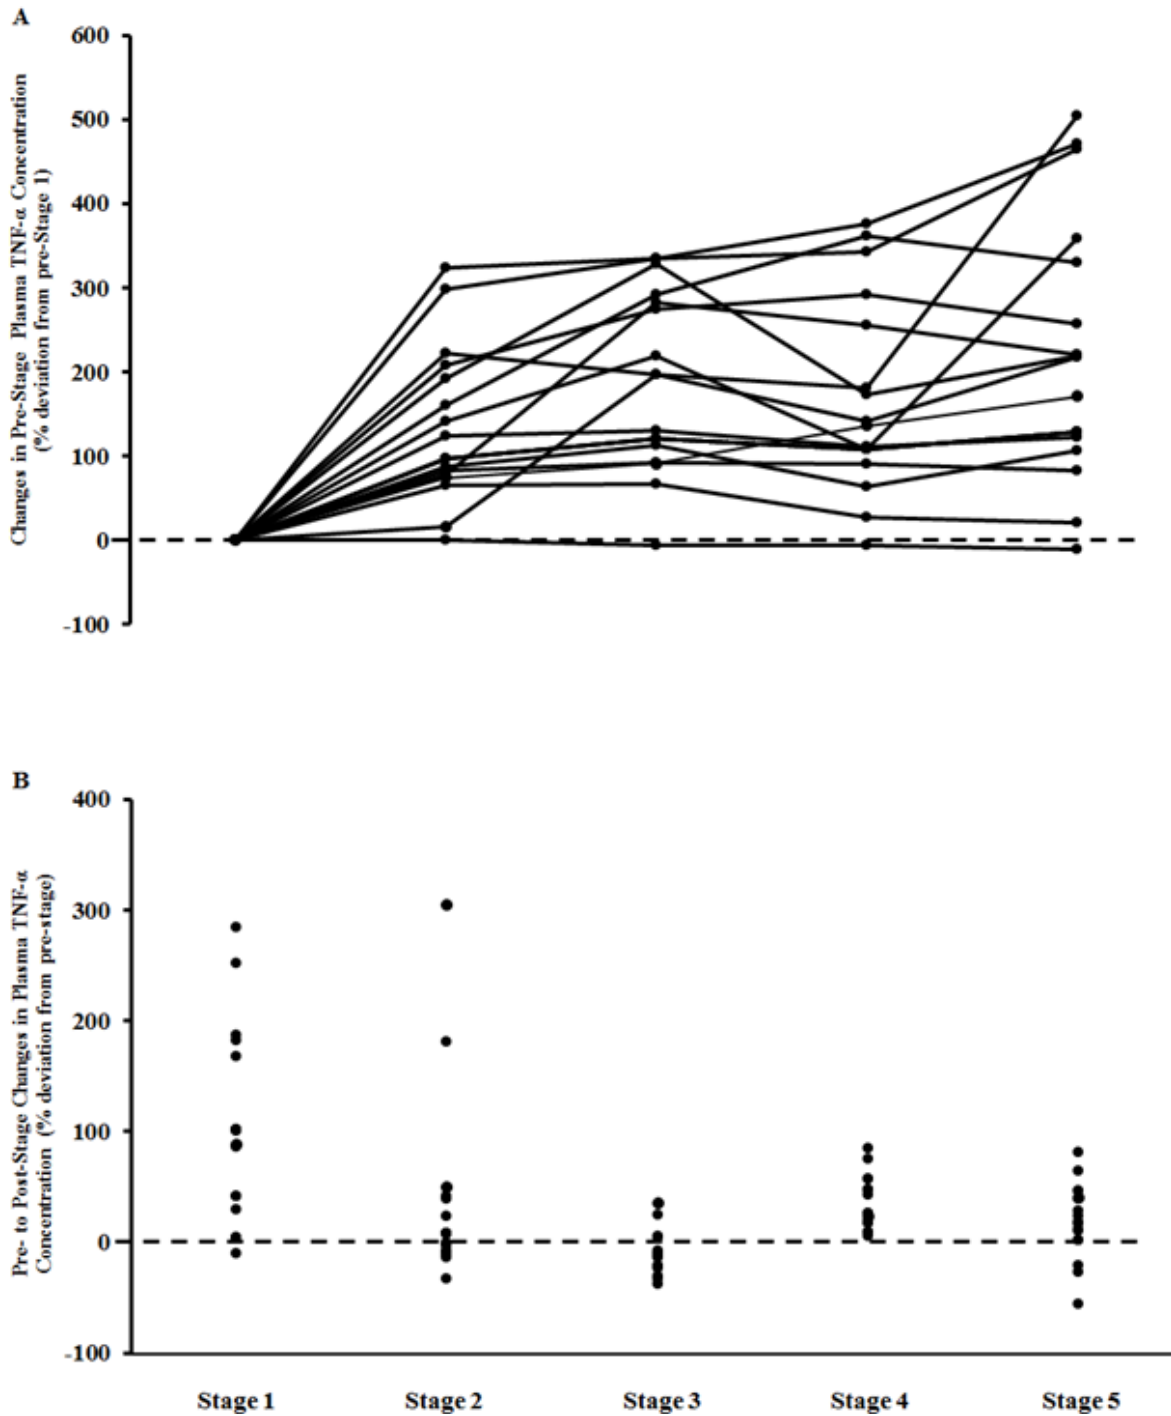 A
600
500
400
300
200
100
0
-100
Changes in Pre-Stage Plasma TNF-α Concentration
(% deviation from pre-Stage 1)
B
400
300
200
100
0
-100
Pre- to Post-Stage Changes in Plasma TNF-α
Concentration (% deviation from pre-stage)
Stage 1 Stage 2 Stage 3 Stage 4 Stage 5